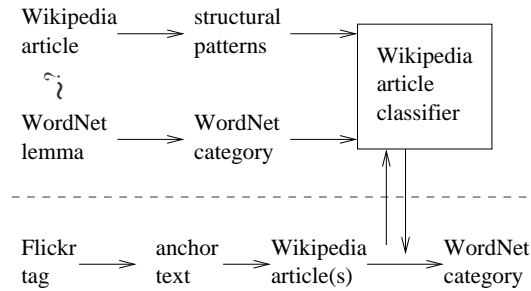 Wikipedia
article
structural
patterns
Wikipedia
article
classifier
?
~
WordNet
lemma
WordNet
category
Flickr
tag
anchor
text
Wikipedia
article(s)
WordNet
category